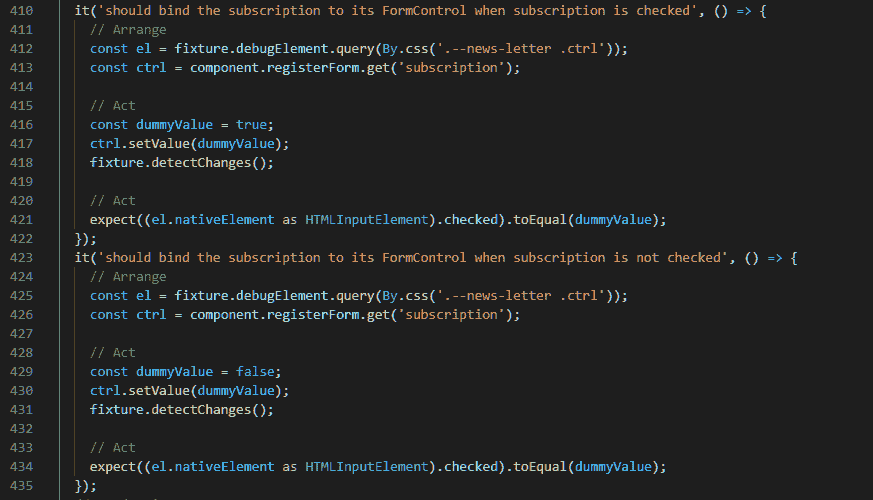 410 it('should bind the subscription to its FormControl when subscription is checked', () => {
411 // Arrange
412 const el = fixture.debugElement.query(By.css('.--news-letter .ctrl'));
413 const ctrl = component.registerForm.get('subscription');
414
415 // Act
416 const dummyValue = true;
417 ctrl.setValue(dummyValue);
418 fixture.detectChanges();
419
420 // Act
421 expect((el.nativeElement as HTMLInputElement).checked).toEqual(dummyValue);
422 });
423 it('should bind the subscription to its FormControl when subscription is not checked', () => {
424 // Arrange
425 const el = fixture.debugElement.query(By.css('.--news-letter .ctrl'));
426 const ctrl = component.registerForm.get('subscription');
427
428 // Act
429 const dummyValue = false;
430 ctrl.setValue(dummyValue);
431 fixture.detectChanges();
432
433 // Act
434 expect((el.nativeElement as HTMLInputElement).checked).toEqual(dummyValue);
435 });